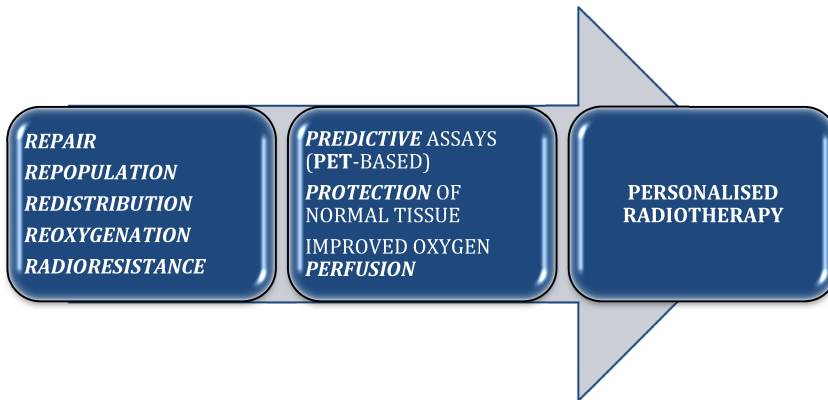 REPAIR
REPOPULATION
REDISTRIBUTION
REOXYGENATION
RADIORESISTANCE
PREDICTIVE ASSAYS
(PET-BASED)
PROTECTION OF
NORMAL TISSUE
IMPROVED OXYGEN
PERFUSION
PERSONALISED
RADIOTHERAPY